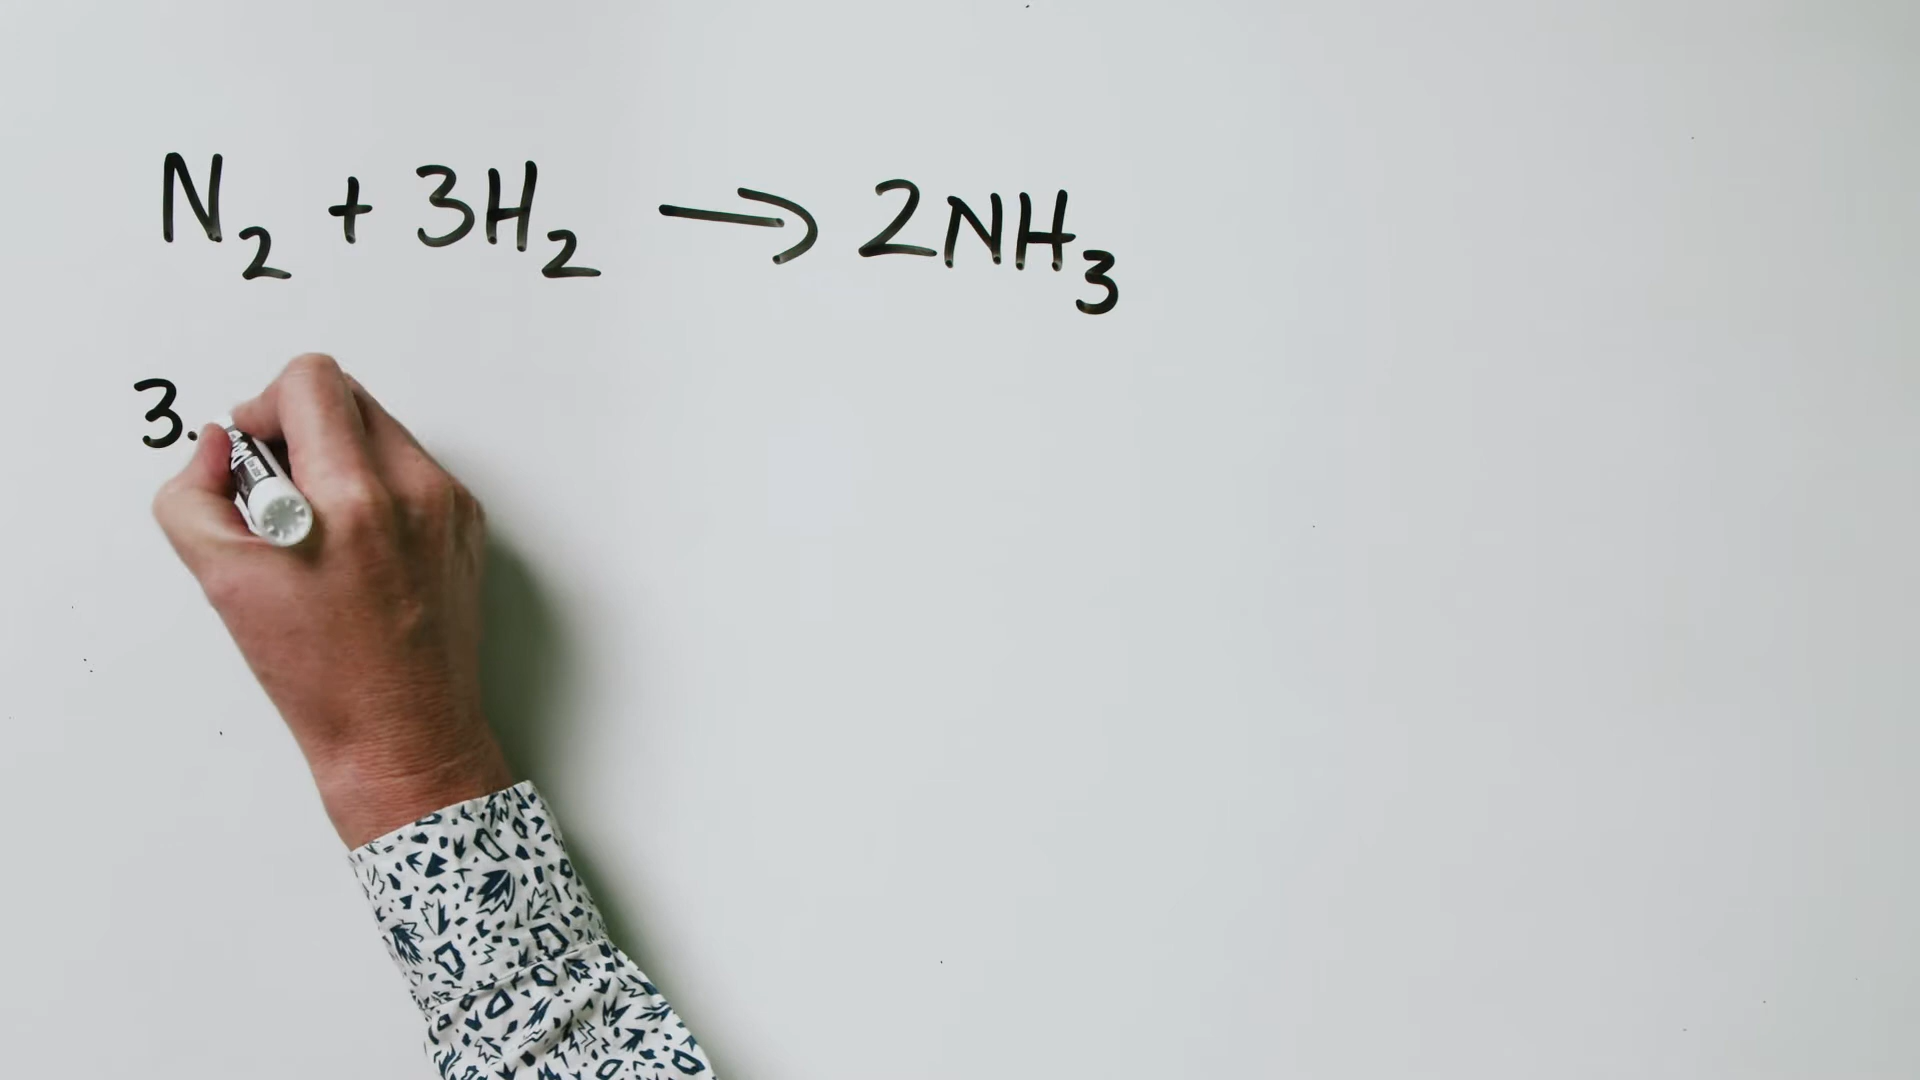 N₂ + 3H₂ → 2NH₃
3.